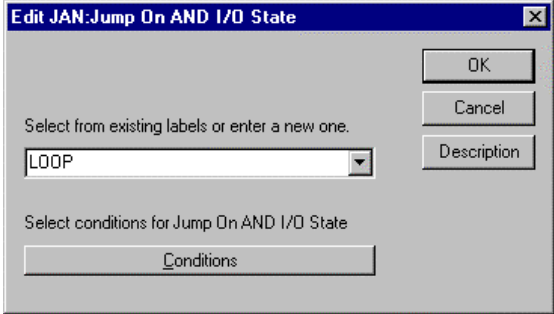 Edit JAN:Jump On AND I/O State
OK
Cancel
Select from existing labels or enter a new one.
Description
LOOP
Select conditions for Jump On AND I/O State
Conditions